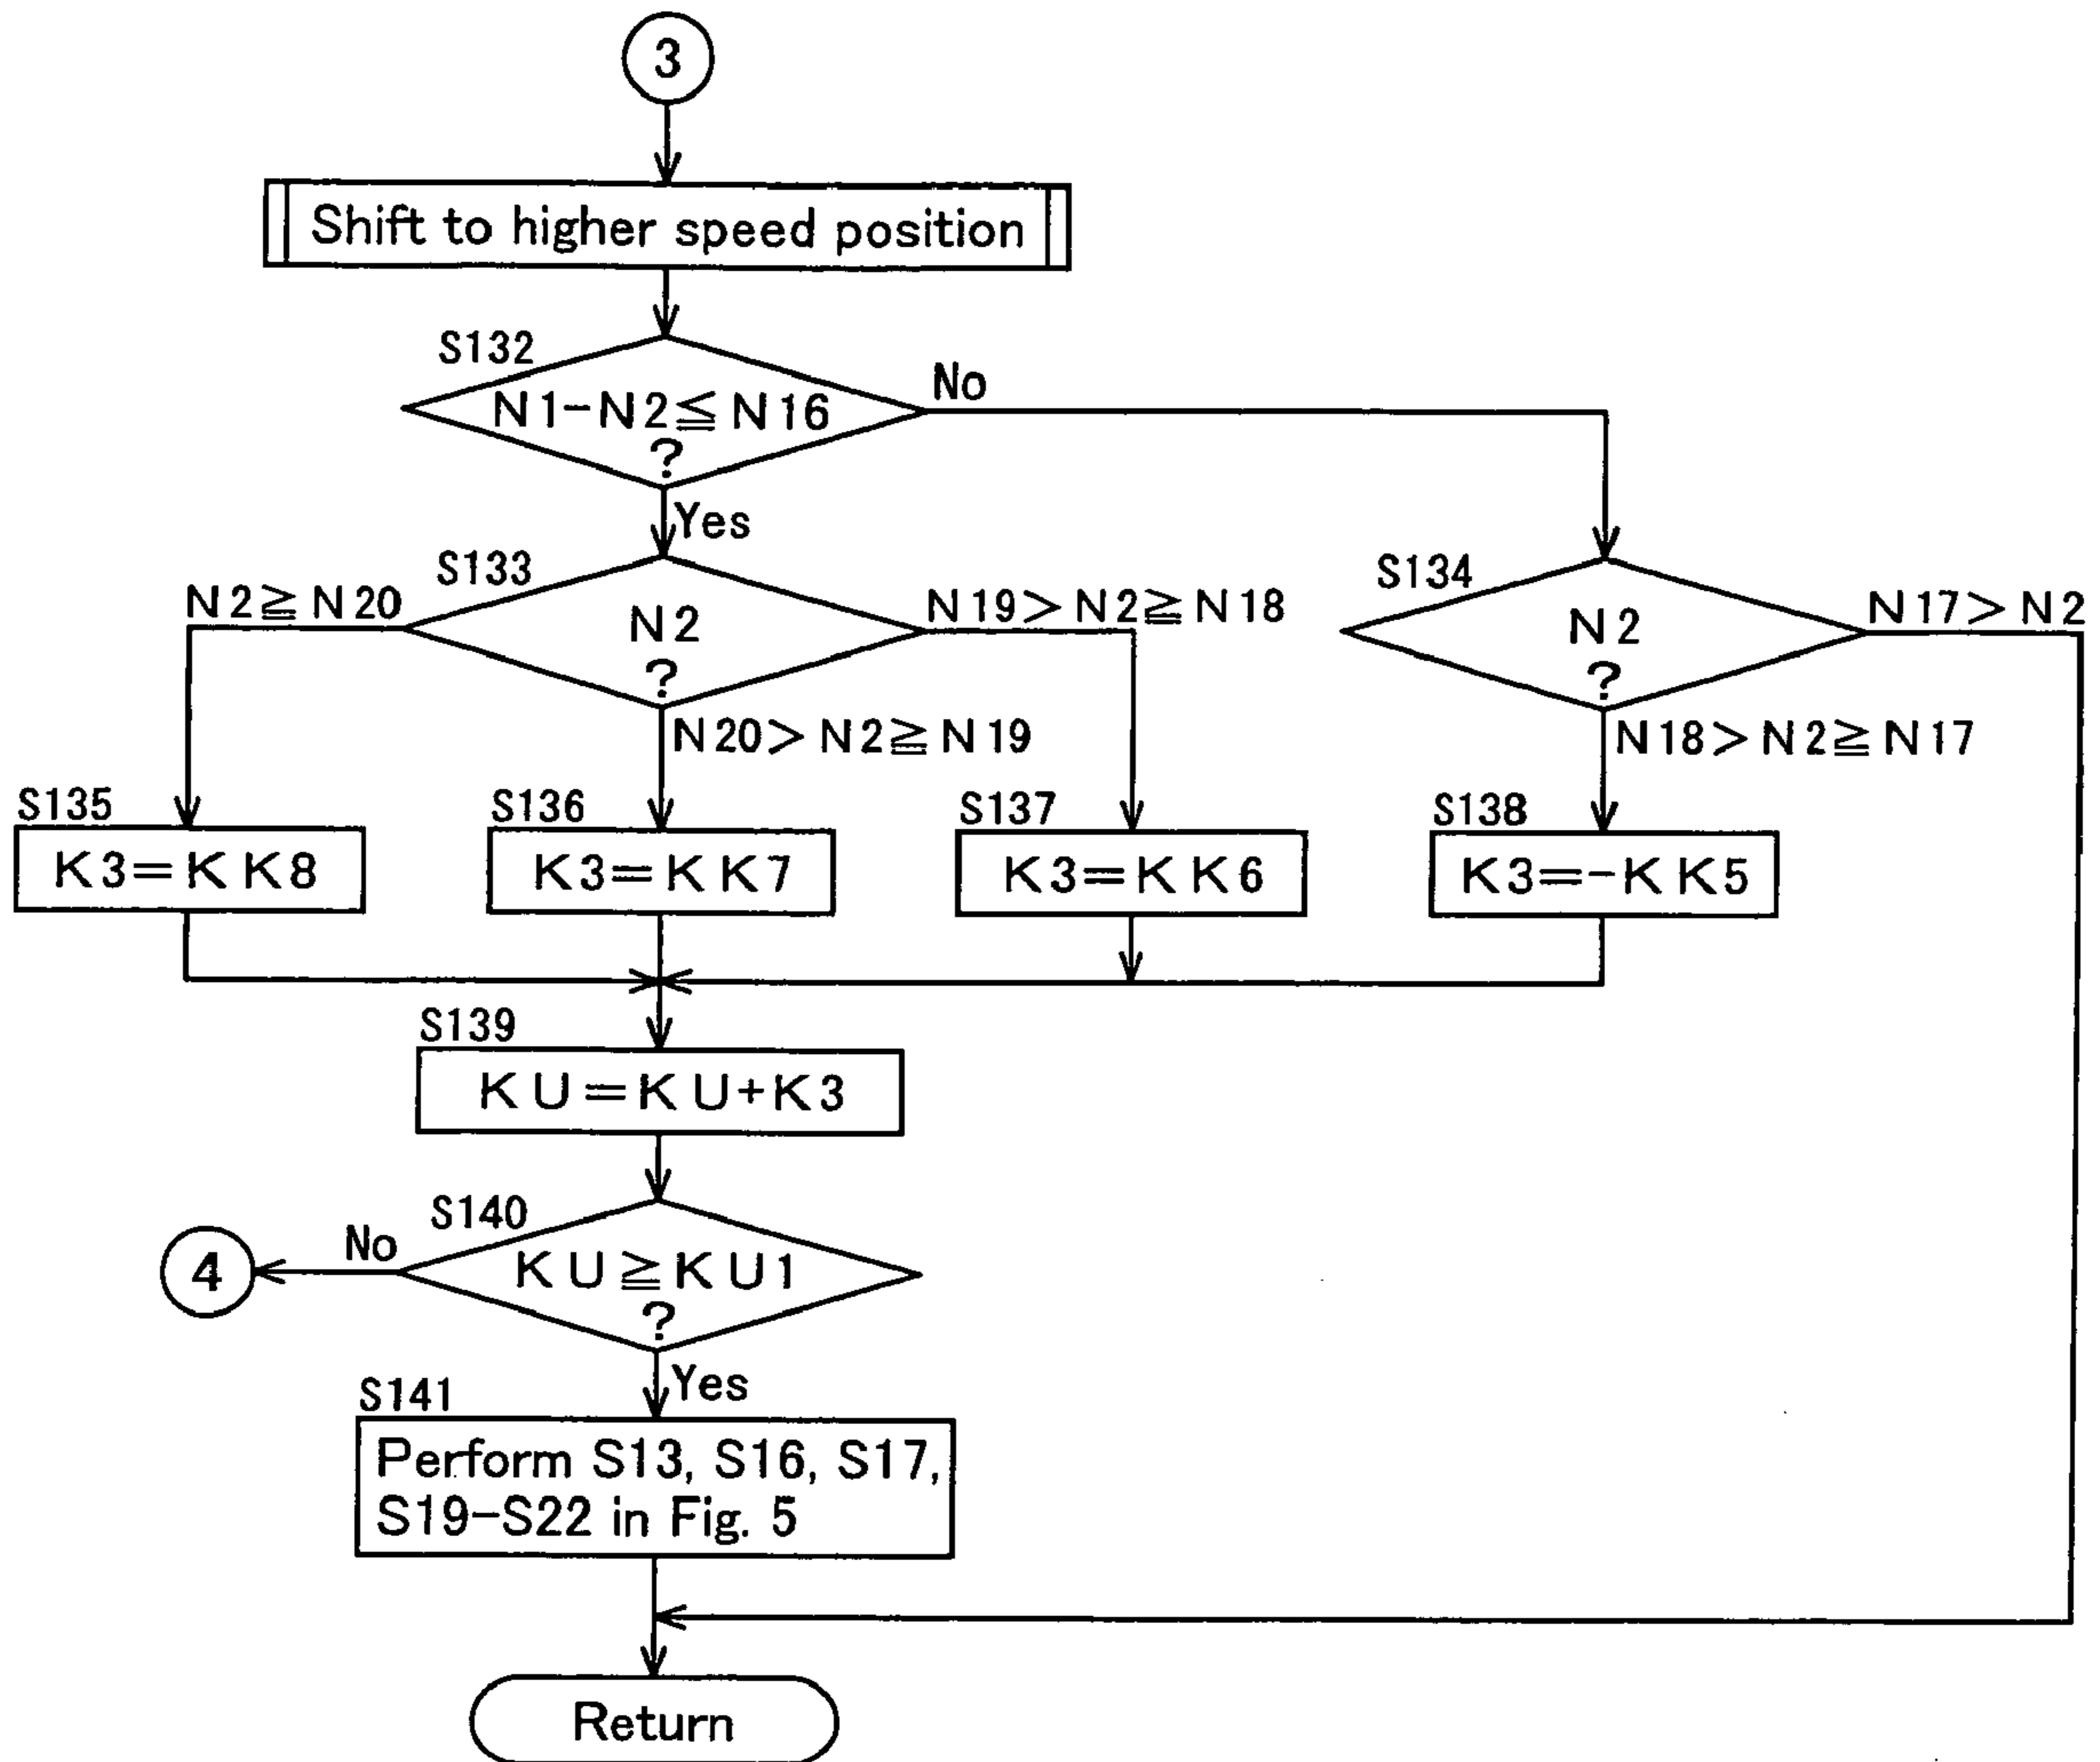 3
Shift to higher speed position
S132
N1-N2≦N16
?
No
Yes
S133
N2≧N20
N2
?
N19>N2≧N18
N20>N2≧N19
S134
N2
?
N17>N2
N18>N2≧N17
S135
K3=KK8
S136
K3=KK7
S137
K3=KK6
S138
K3=-KK5
S139
KU=KU+K3
S140
KU≧KU1
?
No
4
Yes
S141
Perform S13, S16, S17,
S19-S22 in Fig. 5
Return